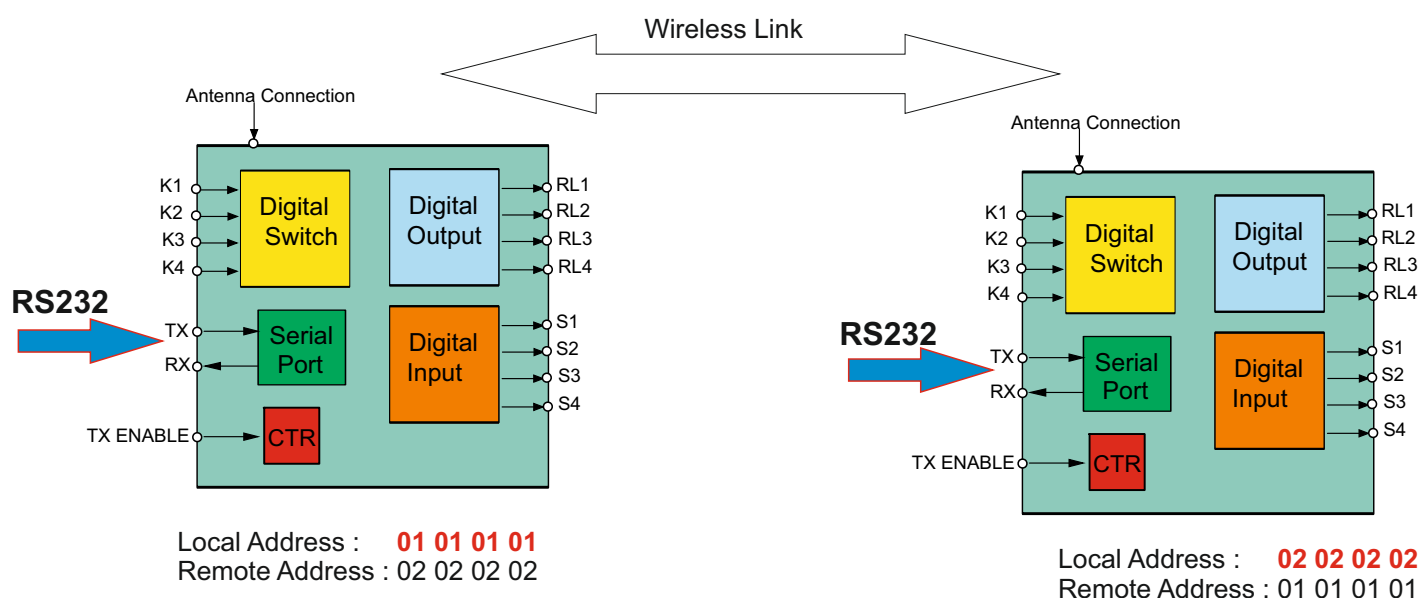 Wireless Link
Antenna Connection
K1
K2
K3
K4
Digital
Switch
Digital
Output
RL1
RL2
RL3
RL4
RS232
TX
RX
Serial
Port
Digital
Input
S1
S2
S3
S4
TX ENABLE
CTR
Local Address : 01 01 01 01
Remote Address : 02 02 02 02
Antenna Connection
K1
K2
K3
K4
Digital
Switch
Digital
Output
RL1
RL2
RL3
RL4
RS232
TX
RX
Serial
Port
Digital
Input
S1
S2
S3
S4
TX ENABLE
CTR
Local Address : 02 02 02 02
Remote Address : 01 01 01 01